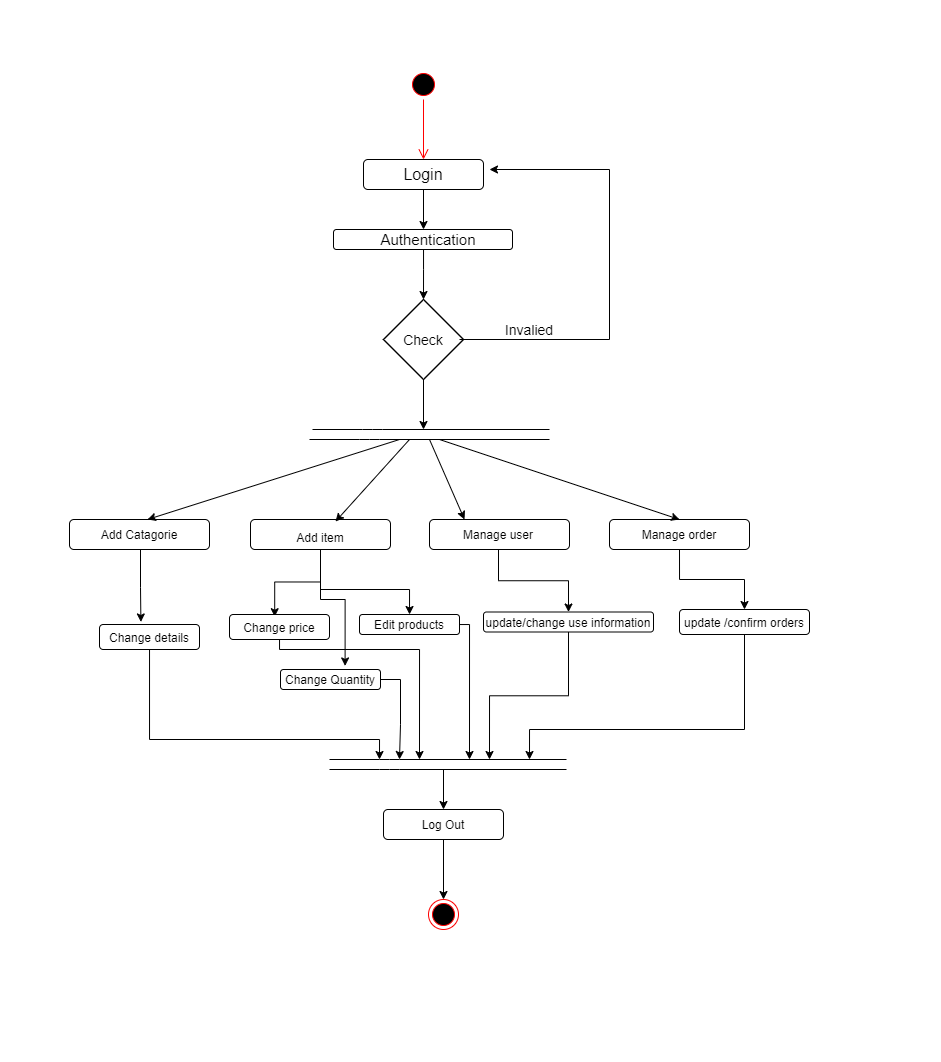 Login
Authentication
Check
Invalied
Add Catagorie
Add item
Manage user
Manage order
Change details
Change price
Edit products
update/change use information
update /confirm orders
Change Quantity
Log Out